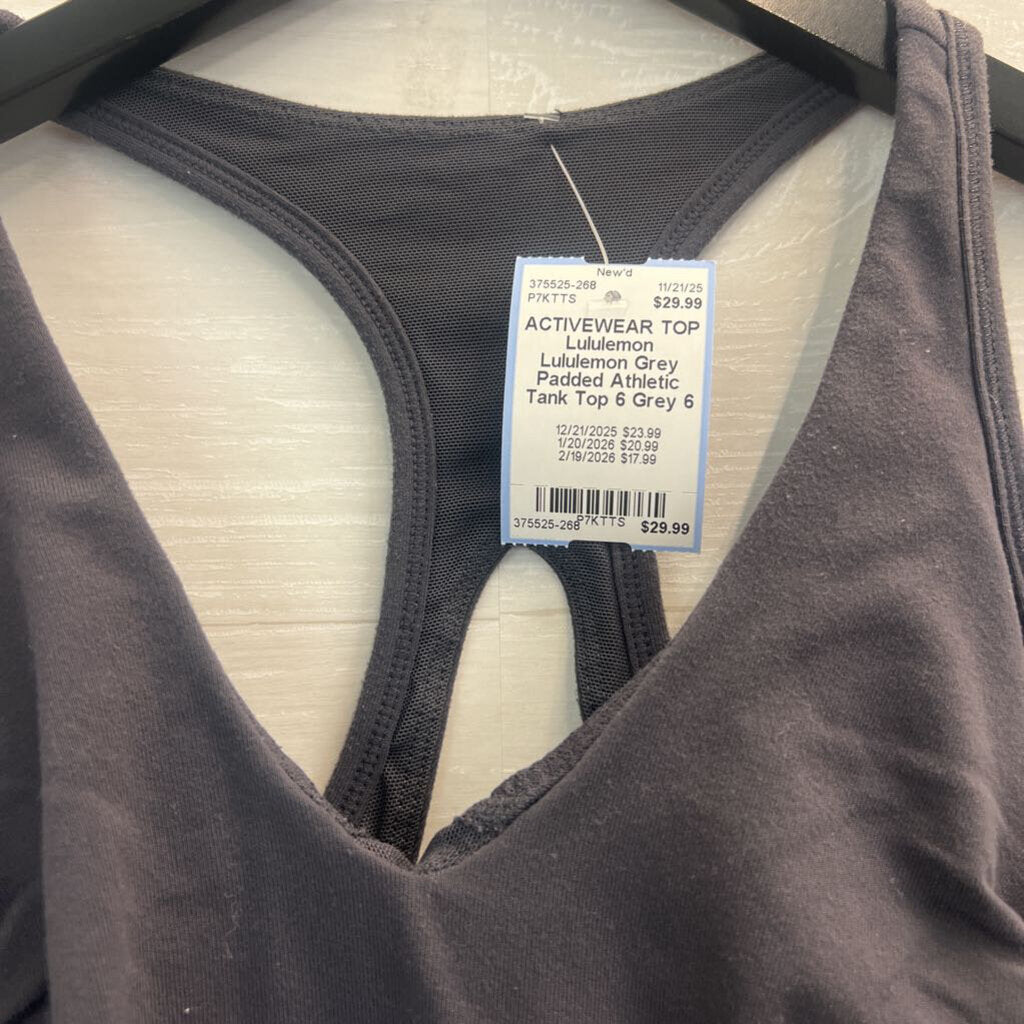 New'd
375525-268 11/21/25
P7KTTS $29.99
ACTIVEWEAR TOP
Lululemon
Lululemon Grey
Padded Athletic
Tank Top 6 Grey 6
12/21/2025 $23.99
1/20/2026 $20.99
2/19/2026 $17.99
P7KTTS
375525-268 $29.99